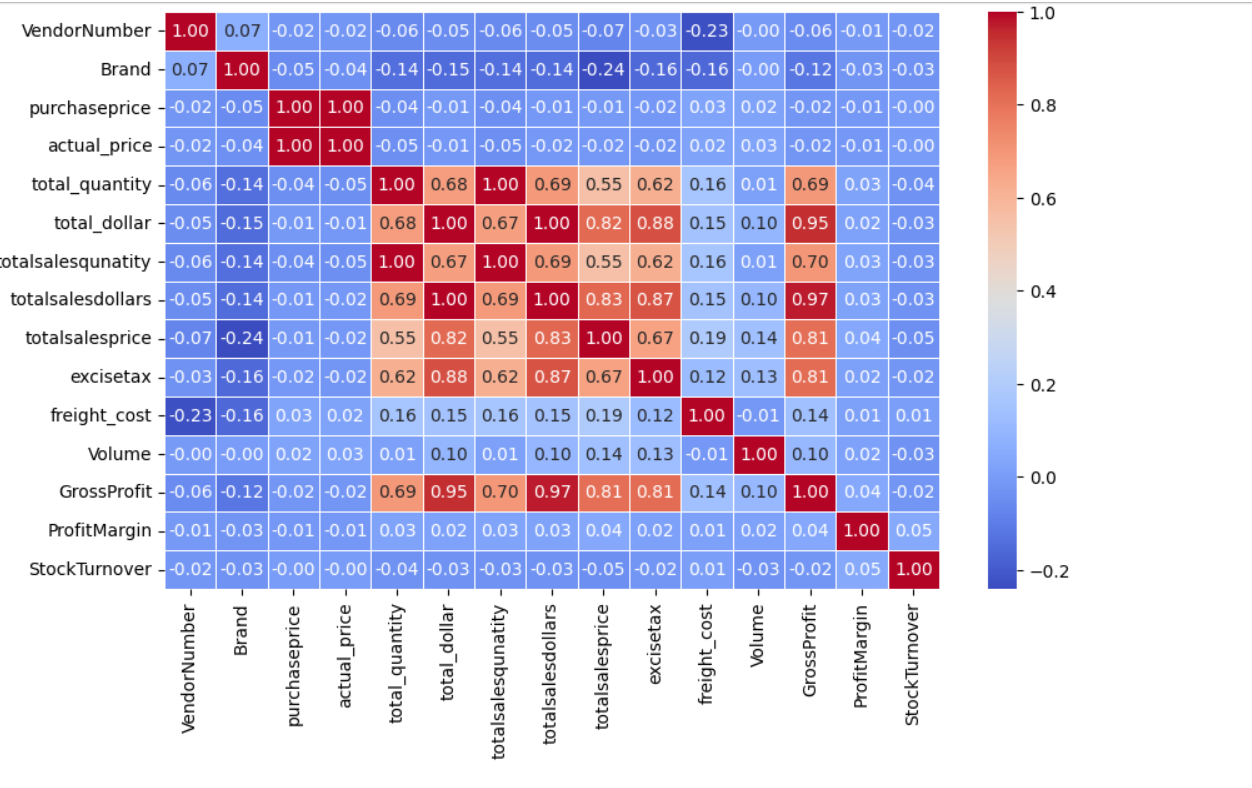 VendorNumber 1.00 0.07 -0.02 -0.02 -0.06 -0.05 -0.06 -0.05 -0.07 -0.03 -0.23 -0.00 -0.06 -0.01 -0.02
Brand 0.07 1.00 -0.05 -0.04 -0.14 -0.15 -0.14 -0.14 -0.24 -0.16 -0.16 -0.00 -0.12 -0.03 -0.03
purchaseprice -0.02 -0.05 1.00 1.00 -0.04 -0.01 -0.04 -0.01 -0.01 -0.02 0.03 0.02 -0.02 -0.01 -0.00
actual_price -0.02 -0.04 1.00 1.00 -0.05 -0.01 -0.05 -0.02 -0.02 -0.02 0.02 0.03 -0.02 -0.01 -0.00
total_quantity -0.06 -0.14 -0.04 -0.05 1.00 0.68 1.00 0.69 0.55 0.62 0.16 0.01 0.69 0.03 -0.04
total_dollar -0.05 -0.15 -0.01 -0.01 0.68 1.00 0.67 1.00 0.82 0.88 0.15 0.10 0.95 0.02 -0.03
otalsalesqunatity -0.06 -0.14 -0.04 -0.05 1.00 0.67 1.00 0.69 0.55 0.62 0.16 0.01 0.70 0.03 -0.03
totalsalesdollars -0.05 -0.14 -0.01 -0.02 0.69 1.00 0.69 1.00 0.83 0.87 0.15 0.10 0.97 0.03 -0.03
totalsalesprice -0.07 -0.24 -0.01 -0.02 0.55 0.82 0.55 0.83 1.00 0.67 0.19 0.14 0.81 0.04 -0.05
excisetax -0.03 -0.16 -0.02 -0.02 0.62 0.88 0.62 0.87 0.67 1.00 0.12 0.13 0.81 0.02 -0.02
freight_cost -0.23 -0.16 0.03 0.02 0.16 0.15 0.16 0.15 0.19 0.12 1.00 -0.01 0.14 0.01 0.01
Volume -0.00 -0.00 0.02 0.03 0.01 0.10 0.01 0.10 0.14 0.13 -0.01 1.00 0.10 0.02 -0.03
GrossProfit -0.06 -0.12 -0.02 -0.02 0.69 0.95 0.70 0.97 0.81 0.81 0.14 0.10 1.00 0.04 -0.02
ProfitMargin -0.01 -0.03 -0.01 -0.01 0.03 0.02 0.03 0.03 0.04 0.02 0.01 0.02 0.04 1.00 0.05
StockTurnover -0.02 -0.03 -0.00 -0.00 -0.04 -0.03 -0.03 -0.03 -0.05 -0.02 0.01 -0.03 -0.02 0.05 1.00
VendorNumber
Brand
purchaseprice
actual_price
total_quantity
total_dollar
totalsalesqunatity
totalsalesdollars
totalsalesprice
excisetax
freight_cost
Volume
GrossProfit
ProfitMargin
StockTurnover
1.0
0.8
0.6
0.4
0.2
0.0
−0.2